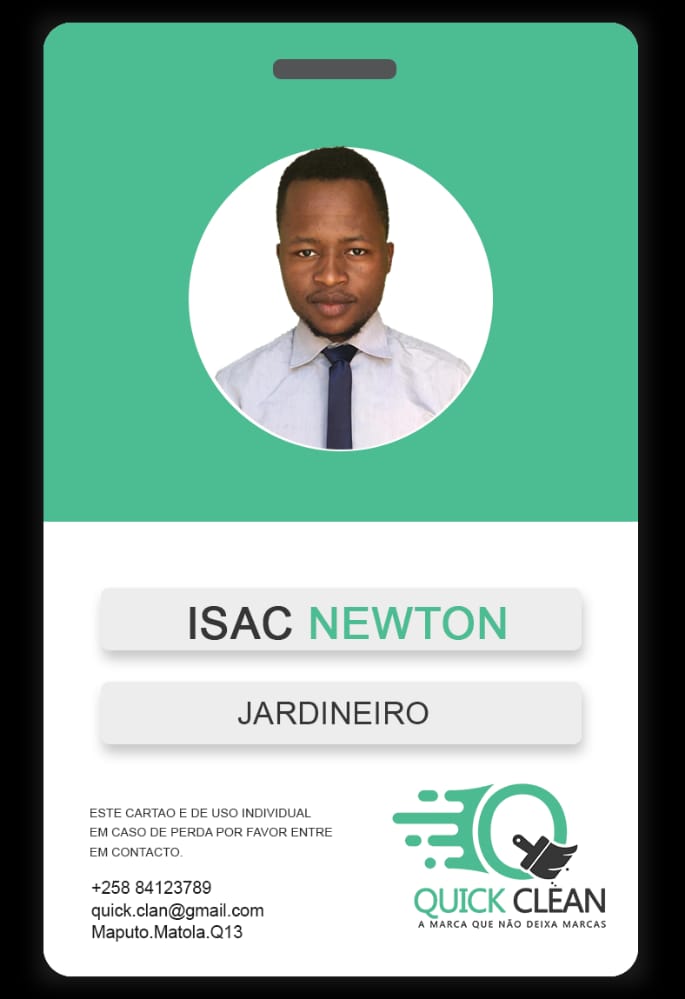 ISAC NEWTON
JARDINEIRO
ESTE CARTAO E DE USO INDIVIDUAL
EM CASO DE PERDA POR FAVOR ENTRE
EM CONTACTO.
+258 84123789
quick.clan@gmail.com
Maputo.Matola.Q13
QUICK CLEAN
A MARCA QUE NÃO DEIXA MARCAS